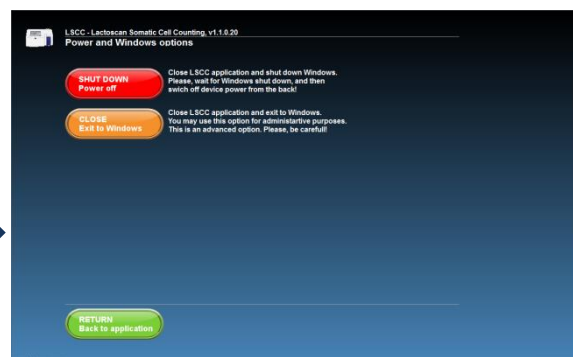 LSCC - Lactoscan Somatic Cell Counting, v1.1.0.20
Power and Windows options
SHUT DOWN
Power off
Close LSCC application and shut down Windows.
Please, wait for Windows shut down, and then
swich off device power from the back!
CLOSE
Exit to Windows
Close LSCC application and exit to Windows.
You may use this option for administartive purposes.
This is an advanced option. Please, be carefull!
RETURN
Back to application